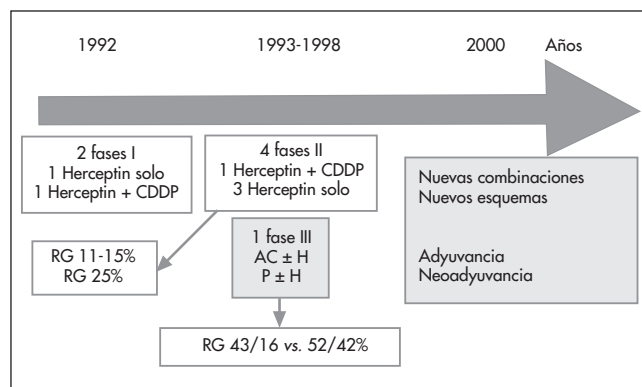 1992
1993-1998
2000
Años
2 fases I
1 Herceptin solo
1 Herceptin + CDDP
4 fases II
1 Herceptin + CDDP
3 Herceptin solo
Nuevas combinaciones
Nuevos esquemas
Adyuvancia
Neoadyuvancia
RG 11-15%
RG 25%
1 fase III
AC ± H
P ± H
RG 43/16 vs. 52/42%